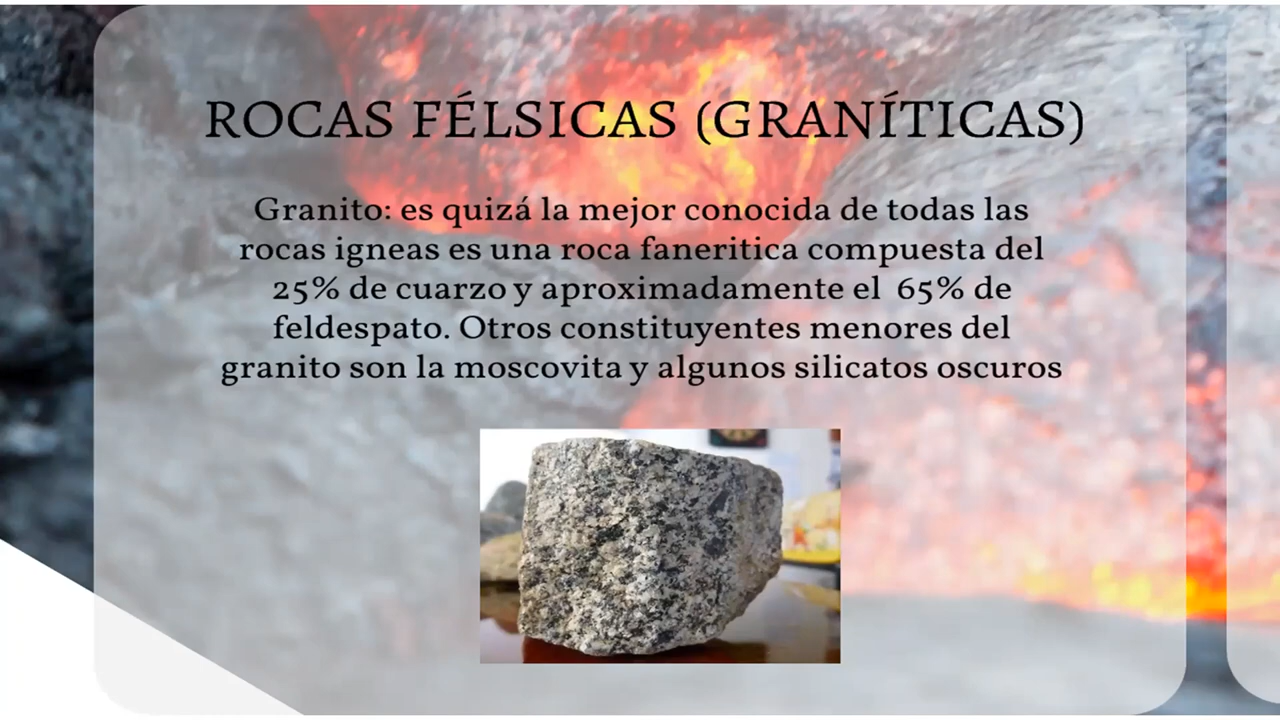 ROCAS FÉLSICAS (GRANÍTICAS)
Granito: es quizá la mejor conocida de todas las
rocas igneas es una roca faneritica compuesta del
25% de cuarzo y aproximadamente el 65% de
feldespato. Otros constituyentes menores del
granito son la moscovita y algunos silicatos oscuros